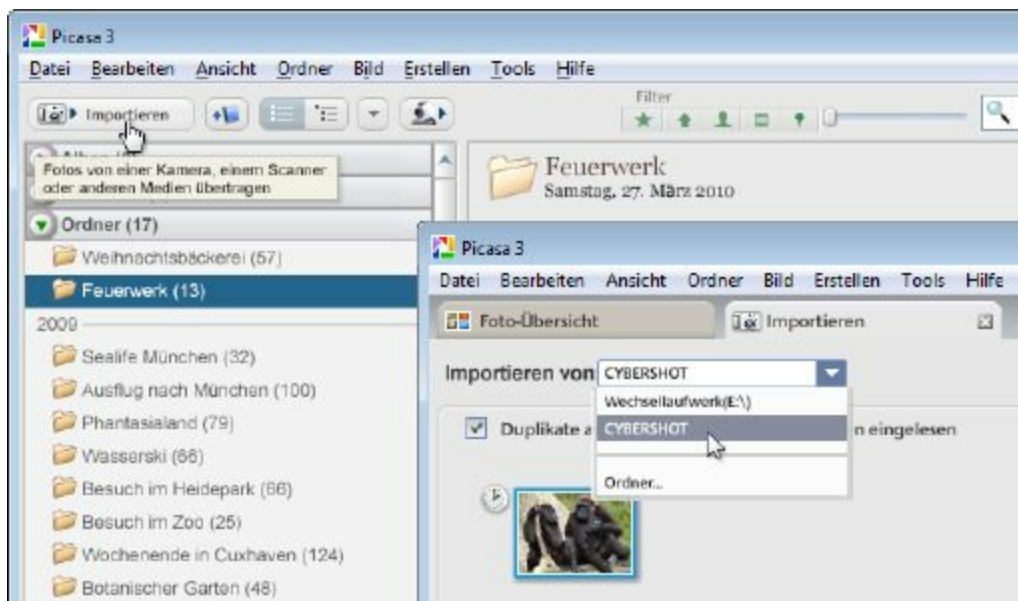 Picasa 3
Datei Bearbeiten Ansicht Ordner Bild Erstellen Tools Hilfe
Importieren
Filter
Fotos von einer Kamera, einem Scanner
oder anderen Medien übertragen
Feuerwerk
Samstag, 27. März 2010
Ordner (17)
Weihnachtsbäckerei (57)
Feuerwerk (13)
2009
Sealife München (32)
Ausflug nach München (100)
Phantasialand (79)
Wasserski (66)
Besuch im Heidepark (66)
Besuch im Zoo (25)
Wochenende in Cuxhaven (124)
Botanischer Garten (48)
Picasa 3
Datei Bearbeiten Ansicht Ordner Bild Erstellen Tools Hilfe
Foto-Übersicht Importieren
Importieren von CYBERSHOT
Wechsellaufwerk(E:\)
Duplikate a CYBERSHOT n eingelesen
Ordner...